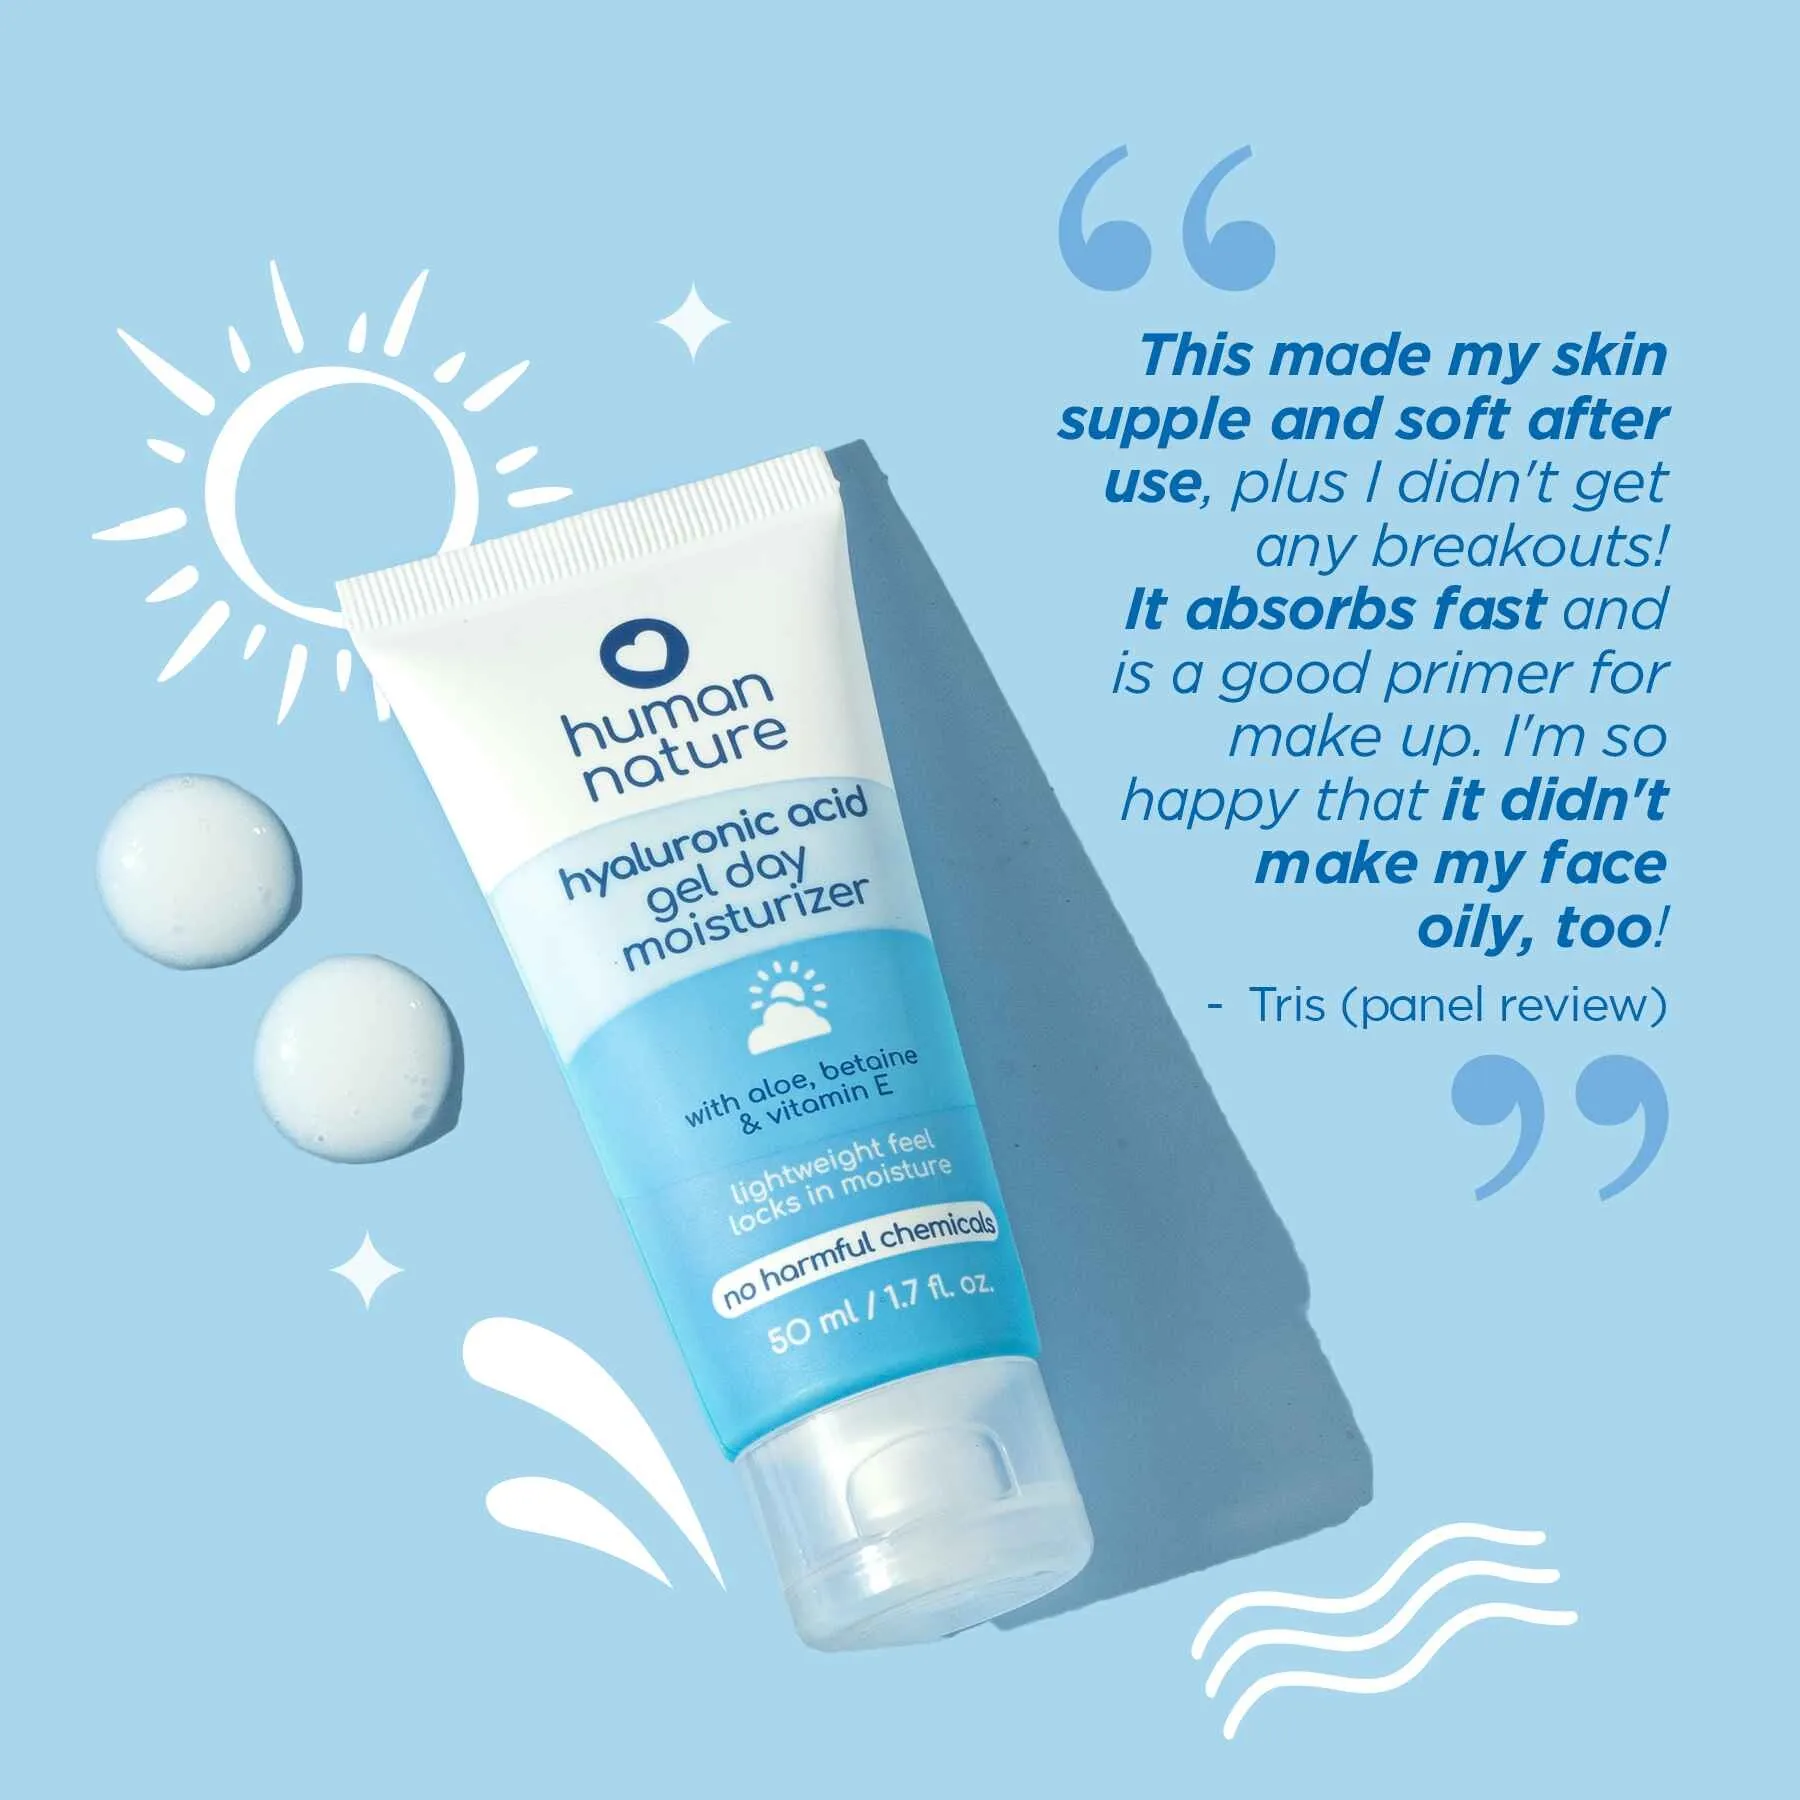 human
nature
hyaluronic acid
gel day
moisturizer
with aloe, betaine
& vitamin E
lightweight feel
locks in moisture
no harmful chemicals
50 ml / 1.7 fl. oz.
“
This made my skin
supple and soft after
use, plus I didn't get
any breakouts!
It absorbs fast and
is a good primer for
make up. I'm so
happy that it didn't
make my face
oily, too!
- Tris (panel review)
”